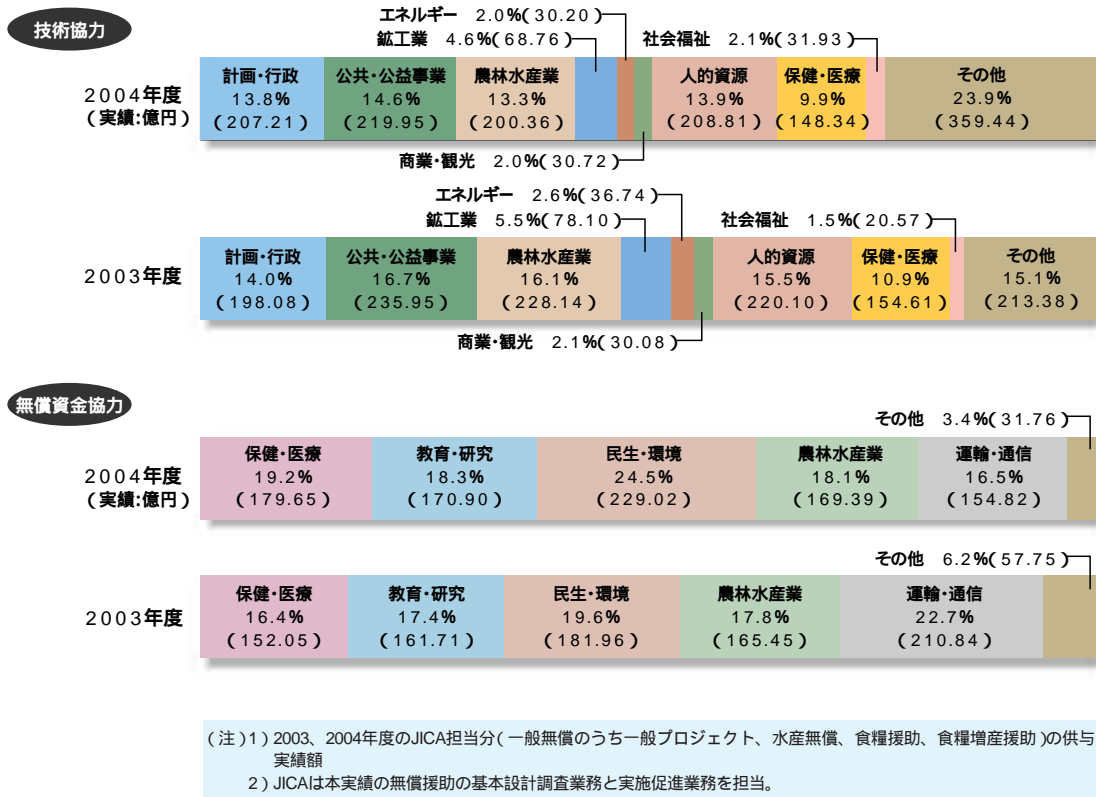 技術協力
エネルギー 2.0%(30.20)
鉱工業 4.6%(68.76)
社会福祉 2.1%(31.93)
2004年度
(実績:億円)
計画・行政
13.8%
(207.21)
公共・公益事業
14.6%
(219.95)
農林水産業
13.3%
(200.36)
人的資源
13.9%
(208.81)
保健・医療
9.9%
(148.34)
その他
23.9%
(359.44)
商業・観光 2.0%(30.72)
エネルギー 2.6%(36.74)
鉱工業 5.5%(78.10)
社会福祉 1.5%(20.57)
2003年度
計画・行政
14.0%
(198.08)
公共・公益事業
16.7%
(235.95)
農林水産業
16.1%
(228.14)
人的資源
15.5%
(220.10)
保健・医療
10.9%
(154.61)
その他
15.1%
(213.38)
商業・観光 2.1%(30.08)
無償資金協力
その他 3.4%(31.76)
2004年度
(実績:億円)
保健・医療
19.2%
(179.65)
教育・研究
18.3%
(170.90)
民生・環境
24.5%
(229.02)
農林水産業
18.1%
(169.39)
運輸・通信
16.5%
(154.82)
その他 6.2%(57.75)
2003年度
保健・医療
16.4%
(152.05)
教育・研究
17.4%
(161.71)
民生・環境
19.6%
(181.96)
農林水産業
17.8%
(165.45)
運輸・通信
22.7%
(210.84)
(注)1)2003、2004年度のJICA担当分(一般無償のうち一般プロジェクト、水産無償、食糧援助、食糧増産援助)の供与
実績額
2)JICAは本実績の無償援助の基本設計調査業務と実施促進業務を担当。